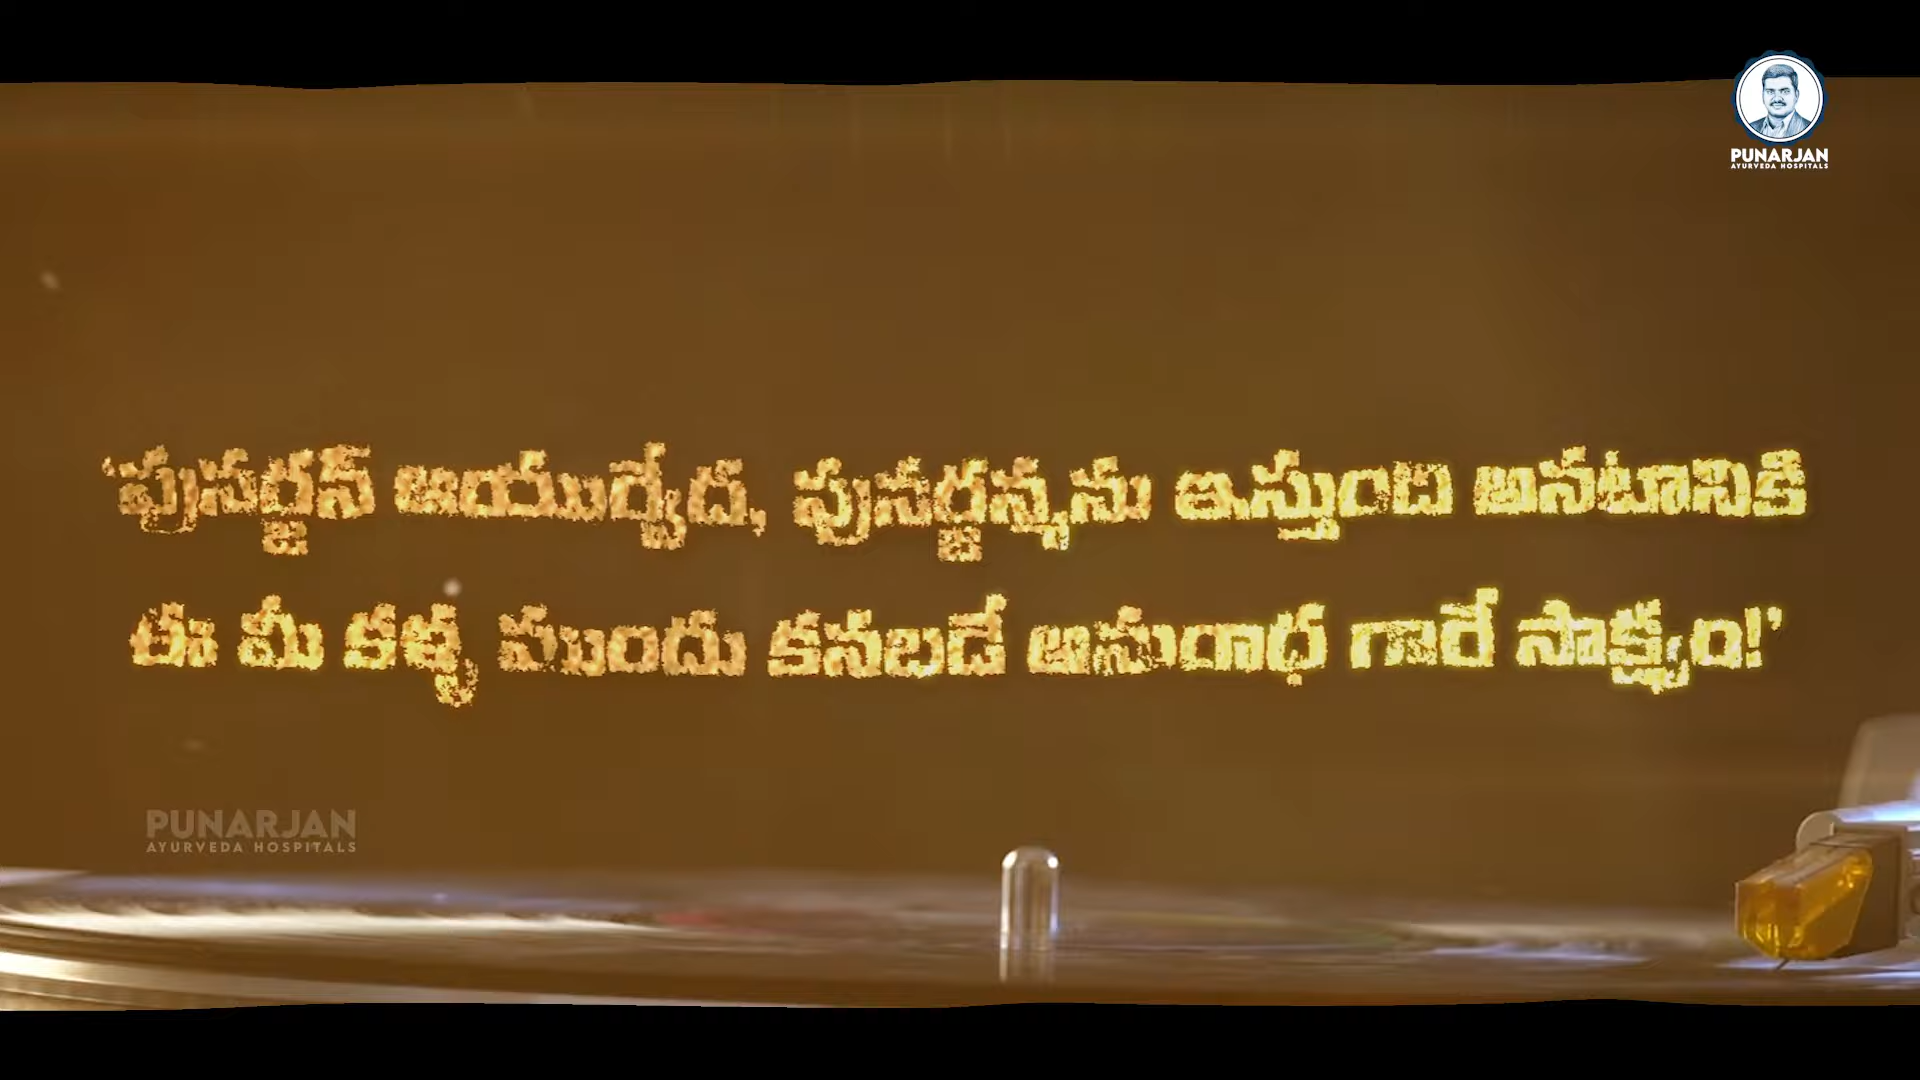 PUNARJAN
AYURVEDA HOSPITALS
‘పునర్జన్ ఆయుర్వేద, పునర్జన్మను ఇస్తుంది అనటానికి
ఈ మీ కళ్ళ ముందు కనబడే అనురాధ గారే సాక్ష్యం!’
PUNARJAN
AYURVEDA HOSPITALS